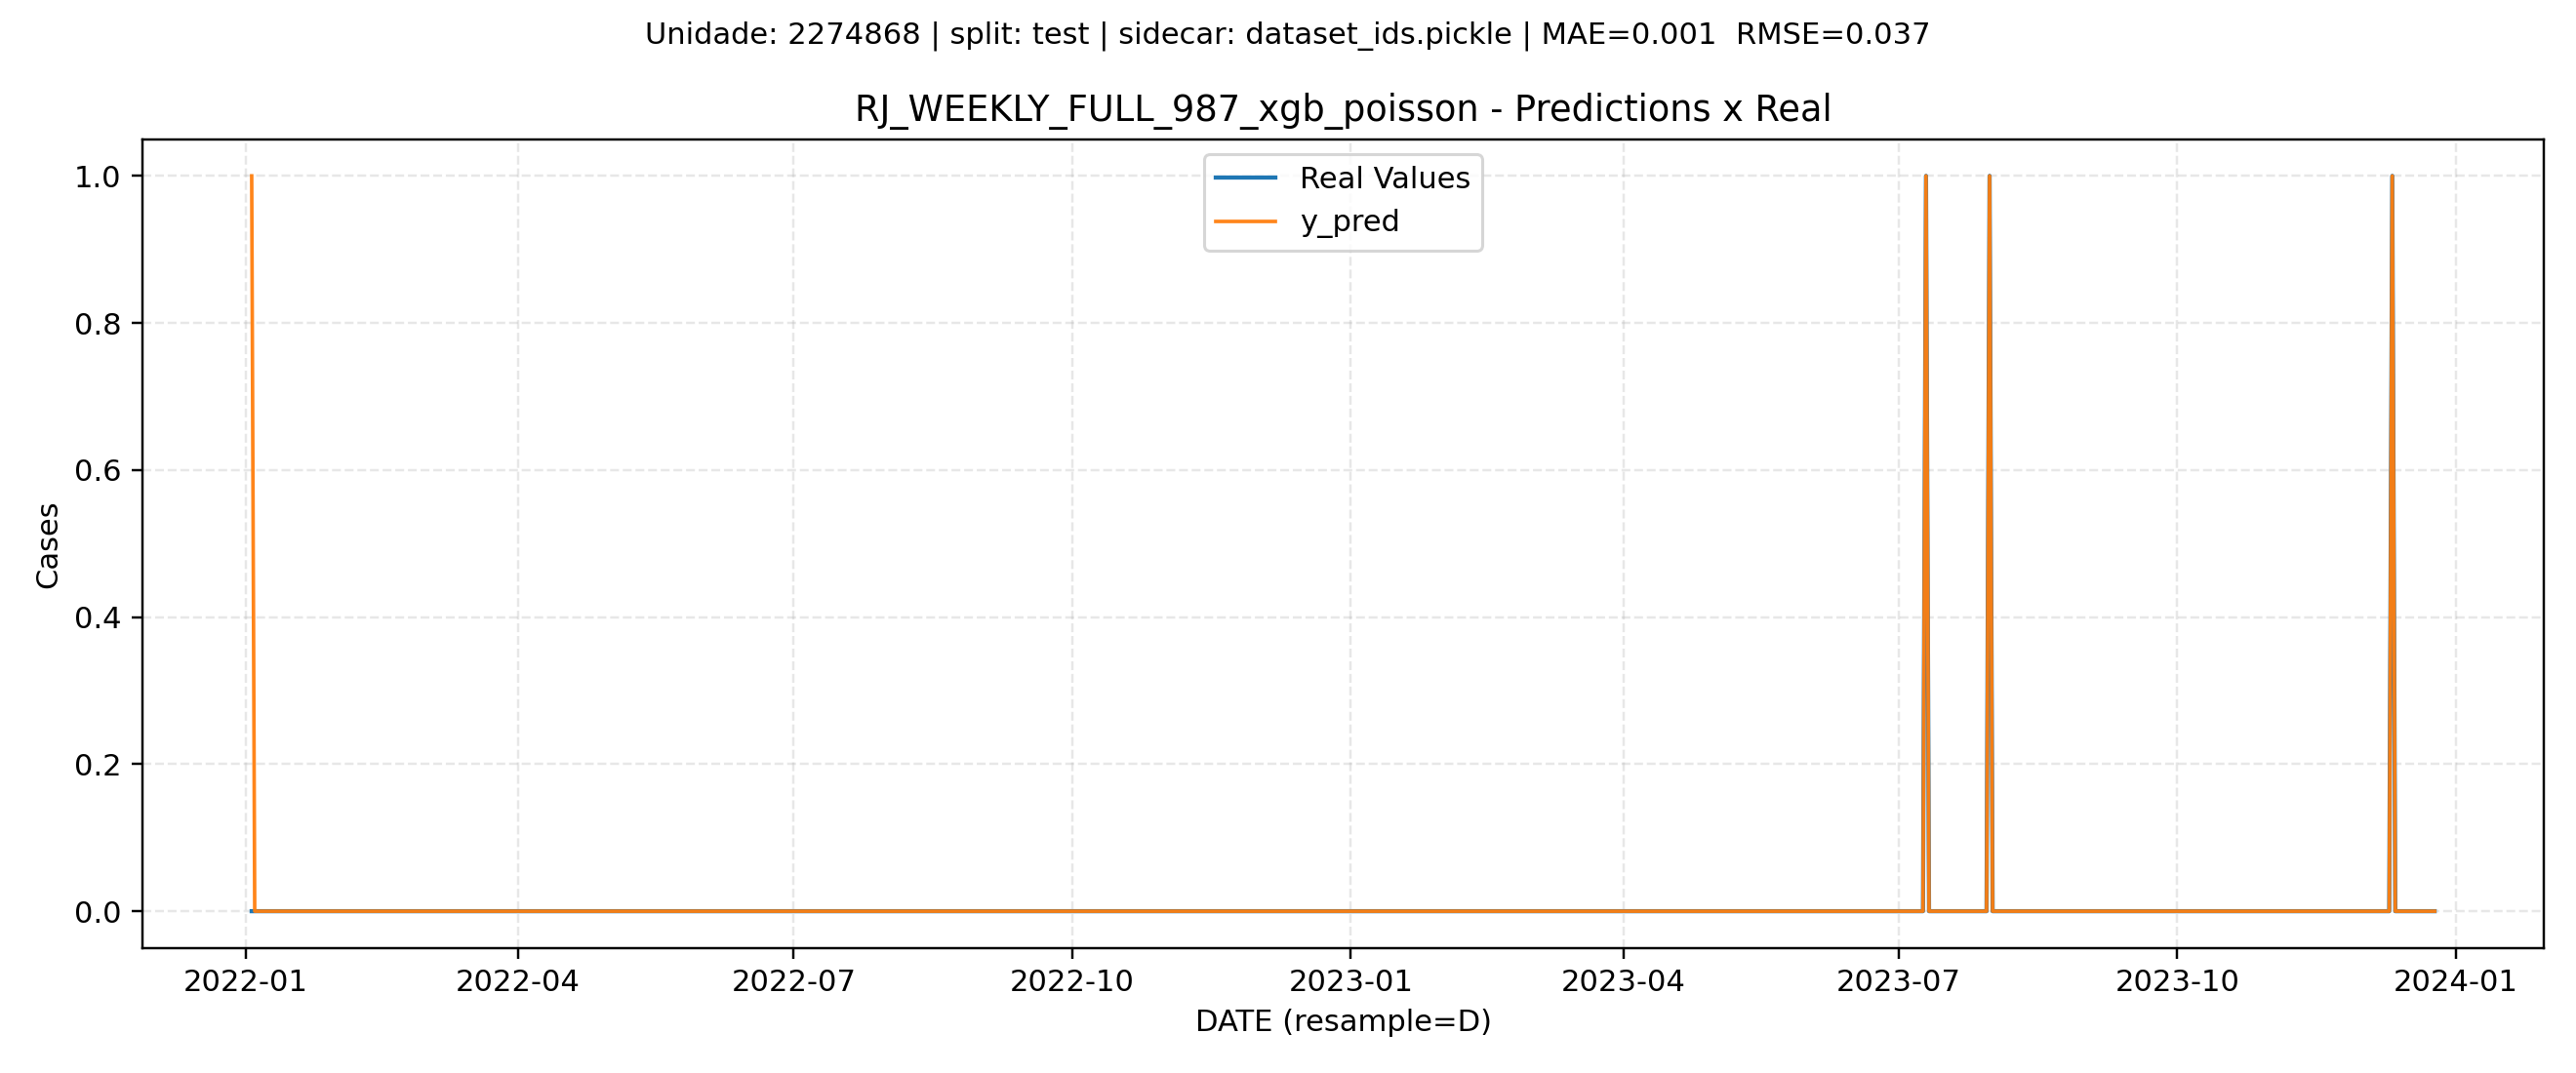 Unidade: 2274868 | split: test | sidecar: dataset_ids.pickle | MAE=0.001  RMSE=0.037
RJ_WEEKLY_FULL_987_xgb_poisson - Predictions x Real
Real Values
y_pred
1.0
0.8
0.6
0.4
0.2
0.0
Cases
2022-01 2022-04 2022-07 2022-10 2023-01 2023-04 2023-07 2023-10 2024-01
DATE (resample=D)